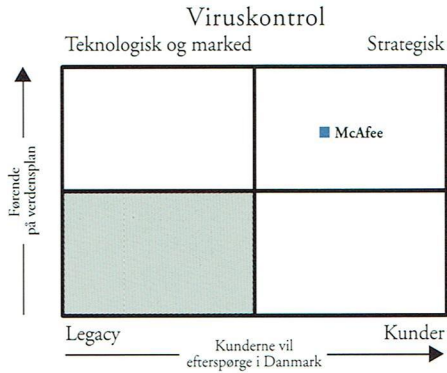 Viruskontrol
Teknologisk og marked
Strategisk
McAfee
Førende
på verdensplan
Legacy
Kunder
Kunderne vil
efterspørge i Danmark